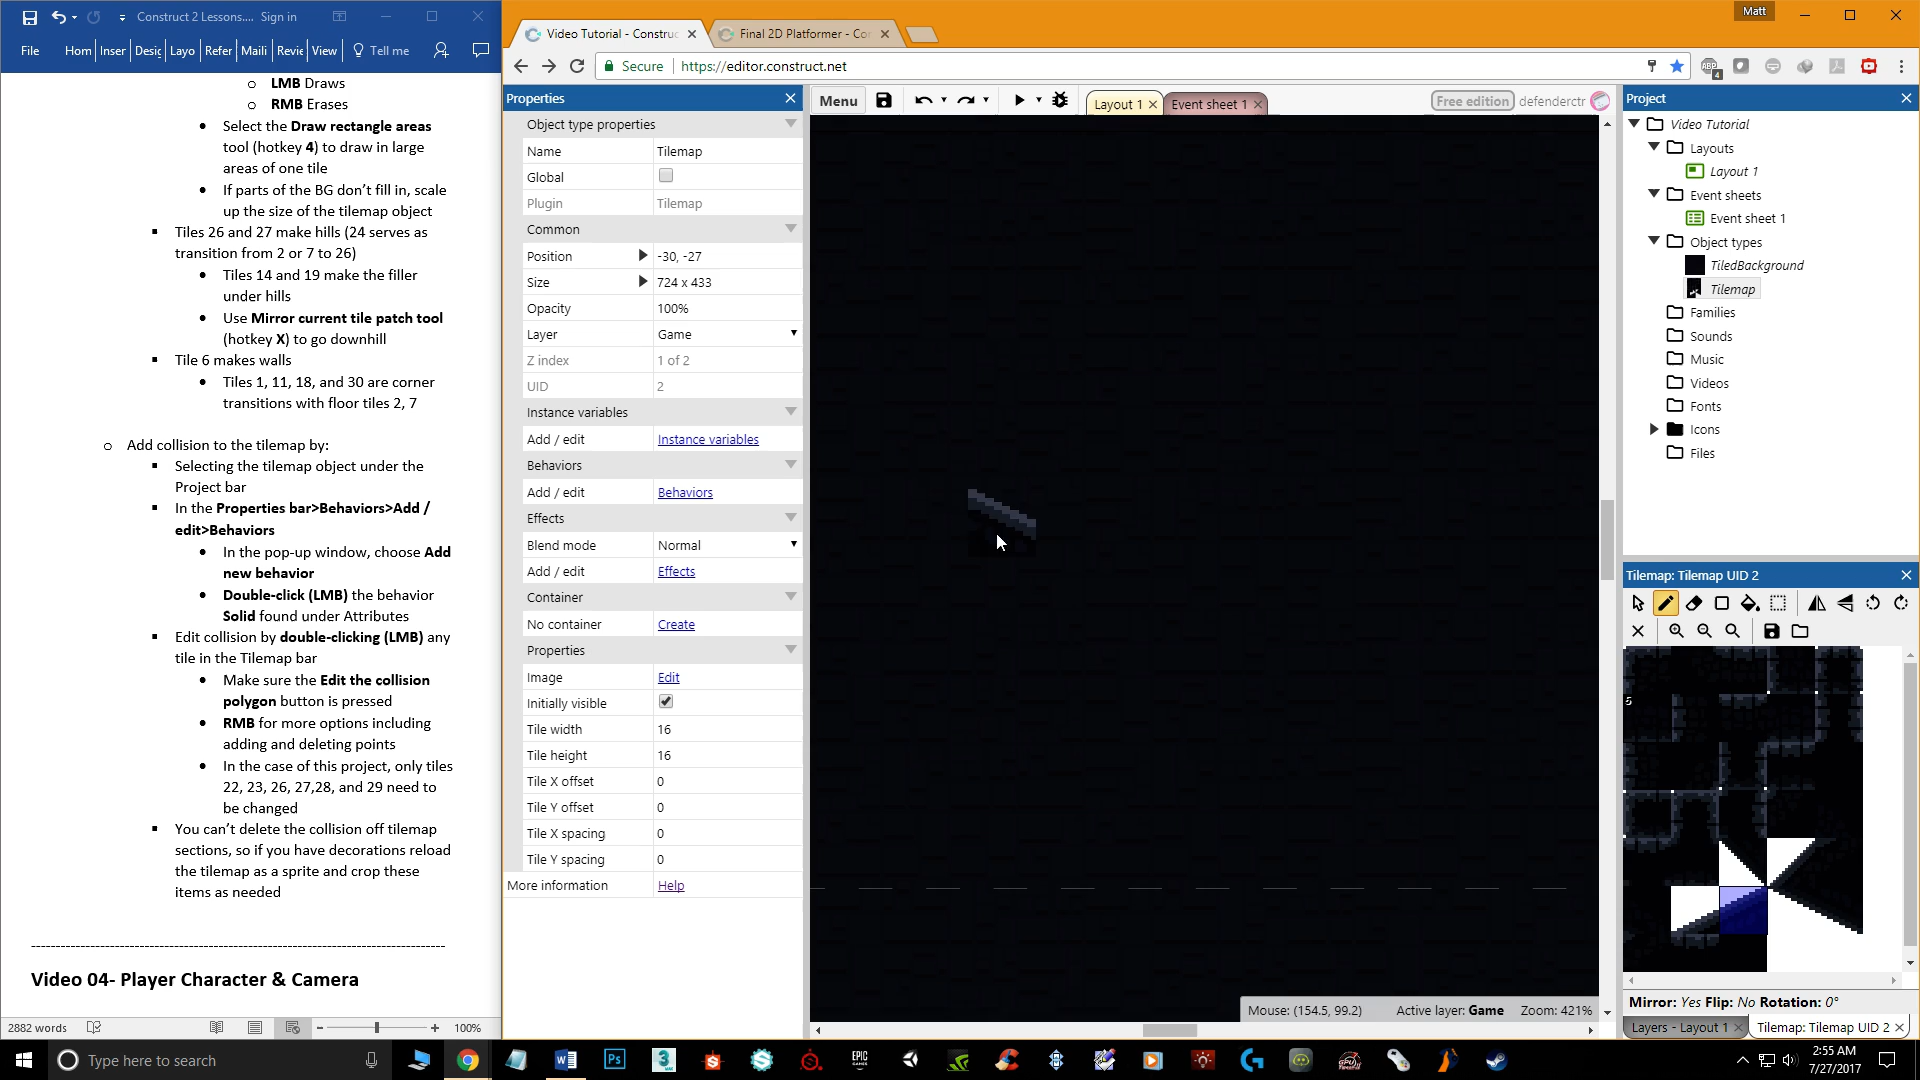 Construct 2 Lessons....
Sign in
File
Hom
Inser
Desig
Layo
Refer
Maili
Revie
View
Tell me
LMB Draws
RMB Erases
Select the Draw rectangle areas
tool (hotkey 4) to draw in large
areas of one tile
If parts of the BG don't fill in, scale
up the size of the tilemap object
Tiles 26 and 27 make hills (24 serves as
transition from 2 or 7 to 26)
Tiles 14 and 19 make the filler
under hills
Use Mirror current tile patch tool
(hotkey X) to go downhill
Tile 6 makes walls
Tiles 1, 11, 18, and 30 are corner
transitions with floor tiles 2, 7
Add collision to the tilemap by:
Selecting the tilemap object under the
Project bar
In the Properties bar>Behaviors>Add /
edit>Behaviors
In the pop-up window, choose Add
new behavior
Double-click (LMB) the behavior
Solid found under Attributes
Edit collision by double-clicking (LMB) any
tile in the Tilemap bar
Make sure the Edit the collision
polygon button is pressed
RMB for more options including
adding and deleting points
In the case of this project, only tiles
22, 23, 26, 27,28, and 29 need to
be changed
You can't delete the collision off tilemap
sections, so if you have decorations reload
the tilemap as a sprite and crop these
items as needed
Video 04- Player Character & Camera
2882 words
100%
Video Tutorial - Construc
Final 2D Platformer - Con
Matt
Secure
https://editor.construct.net
Properties
Object type properties
Name Tilemap
Global
Plugin Tilemap
Common
Position -30, -27
Size 724 x 433
Opacity 100%
Layer Game
Z index 1 of 2
UID 2
Instance variables
Add / edit Instance variables
Behaviors
Add / edit Behaviors
Effects
Blend mode Normal
Add / edit Effects
Container
No container Create
Properties
Image Edit
Initially visible
Tile width 16
Tile height 16
Tile X offset 0
Tile Y offset 0
Tile X spacing 0
Tile Y spacing 0
More information Help
Menu
Layout 1
Event sheet 1
Free edition
defenderctr
Mouse: (154.5, 99.2)
Active layer: Game
Zoom: 421%
Project
Video Tutorial
Layouts
Layout 1
Event sheets
Event sheet 1
Object types
TiledBackground
Tilemap
Families
Sounds
Music
Videos
Fonts
Icons
Files
Tilemap: Tilemap UID 2
5
Mirror: Yes Flip: No Rotation: 0°
Layers - Layout 1
Tilemap: Tilemap UID 2
Type here to search
2:55 AM
7/27/2017